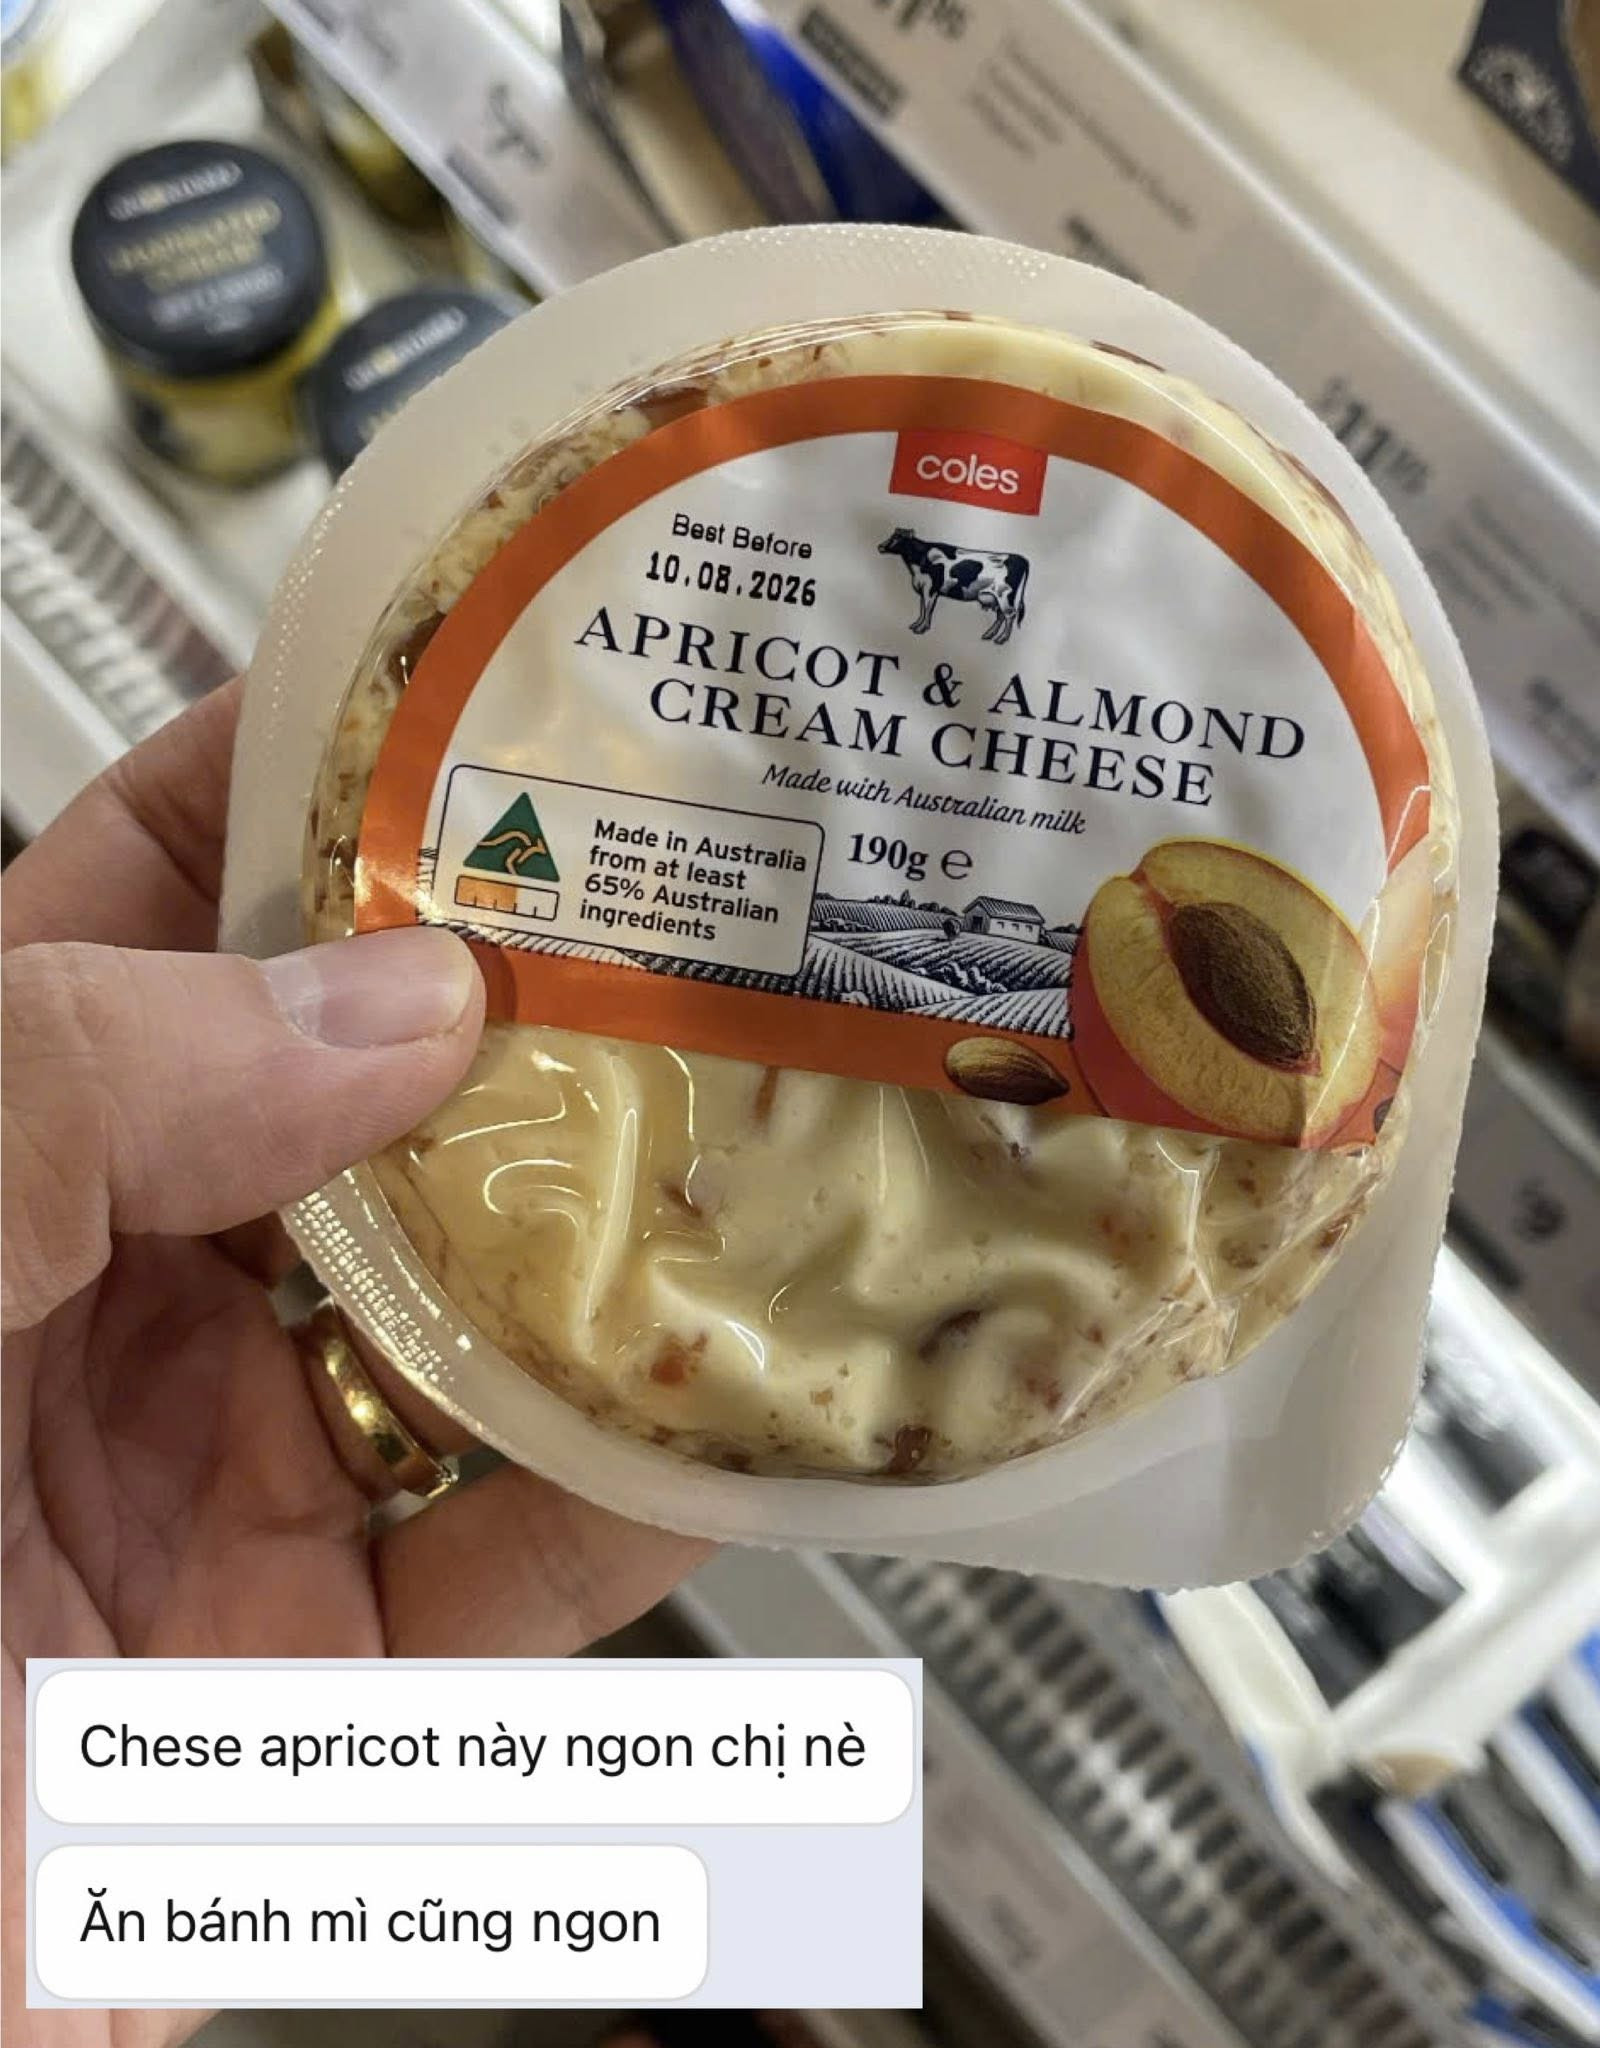 coles
Best Before
10.08.2026
APRICOT & ALMOND
CREAM CHEESE
Made with Australian milk
190g e
Made in Australia
from at least
65% Australian
ingredients
Chese apricot này ngon chị nè
Ăn bánh mì cũng ngon